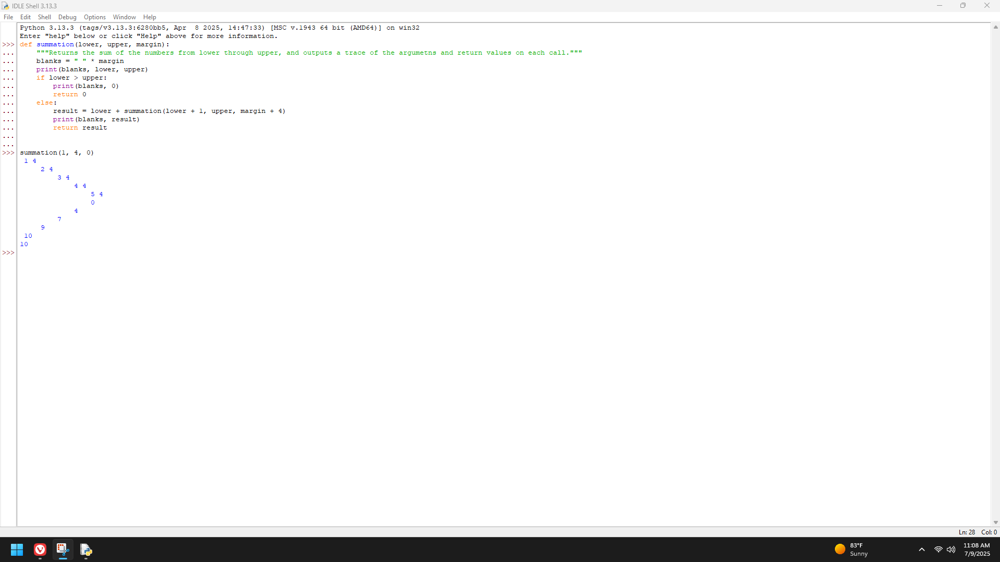 IDLE Shell 3.13.3
File Edit Shell Debug Options Window Help
Python 3.13.3 (tags/v3.13.3:6280bb5, Apr  8 2025, 14:47:33) [MSC v.1943 64 bit (AMD64)] on win32
Enter "help" below or click "Help" above for more information.
>>> def summation(lower, upper, margin):
...     """Returns the sum of the numbers from lower through upper, and outputs a trace of the argumetns and return values on each call."""
...     blanks = " " * margin
...     print(blanks, lower, upper)
...     if lower > upper:
...         print(blanks, 0)
...         return 0
...     else:
...         result = lower + summation(lower + 1, upper, margin + 4)
...         print(blanks, result)
...         return result
...
...
>>> summation(1, 4, 0)
 1 4
     2 4
         3 4
             4 4
                 5 4
                 0
             4
         7
     9
 10
10
>>>
Ln: 28 Col: 0
83°F
Sunny
11:08 AM
7/9/2025